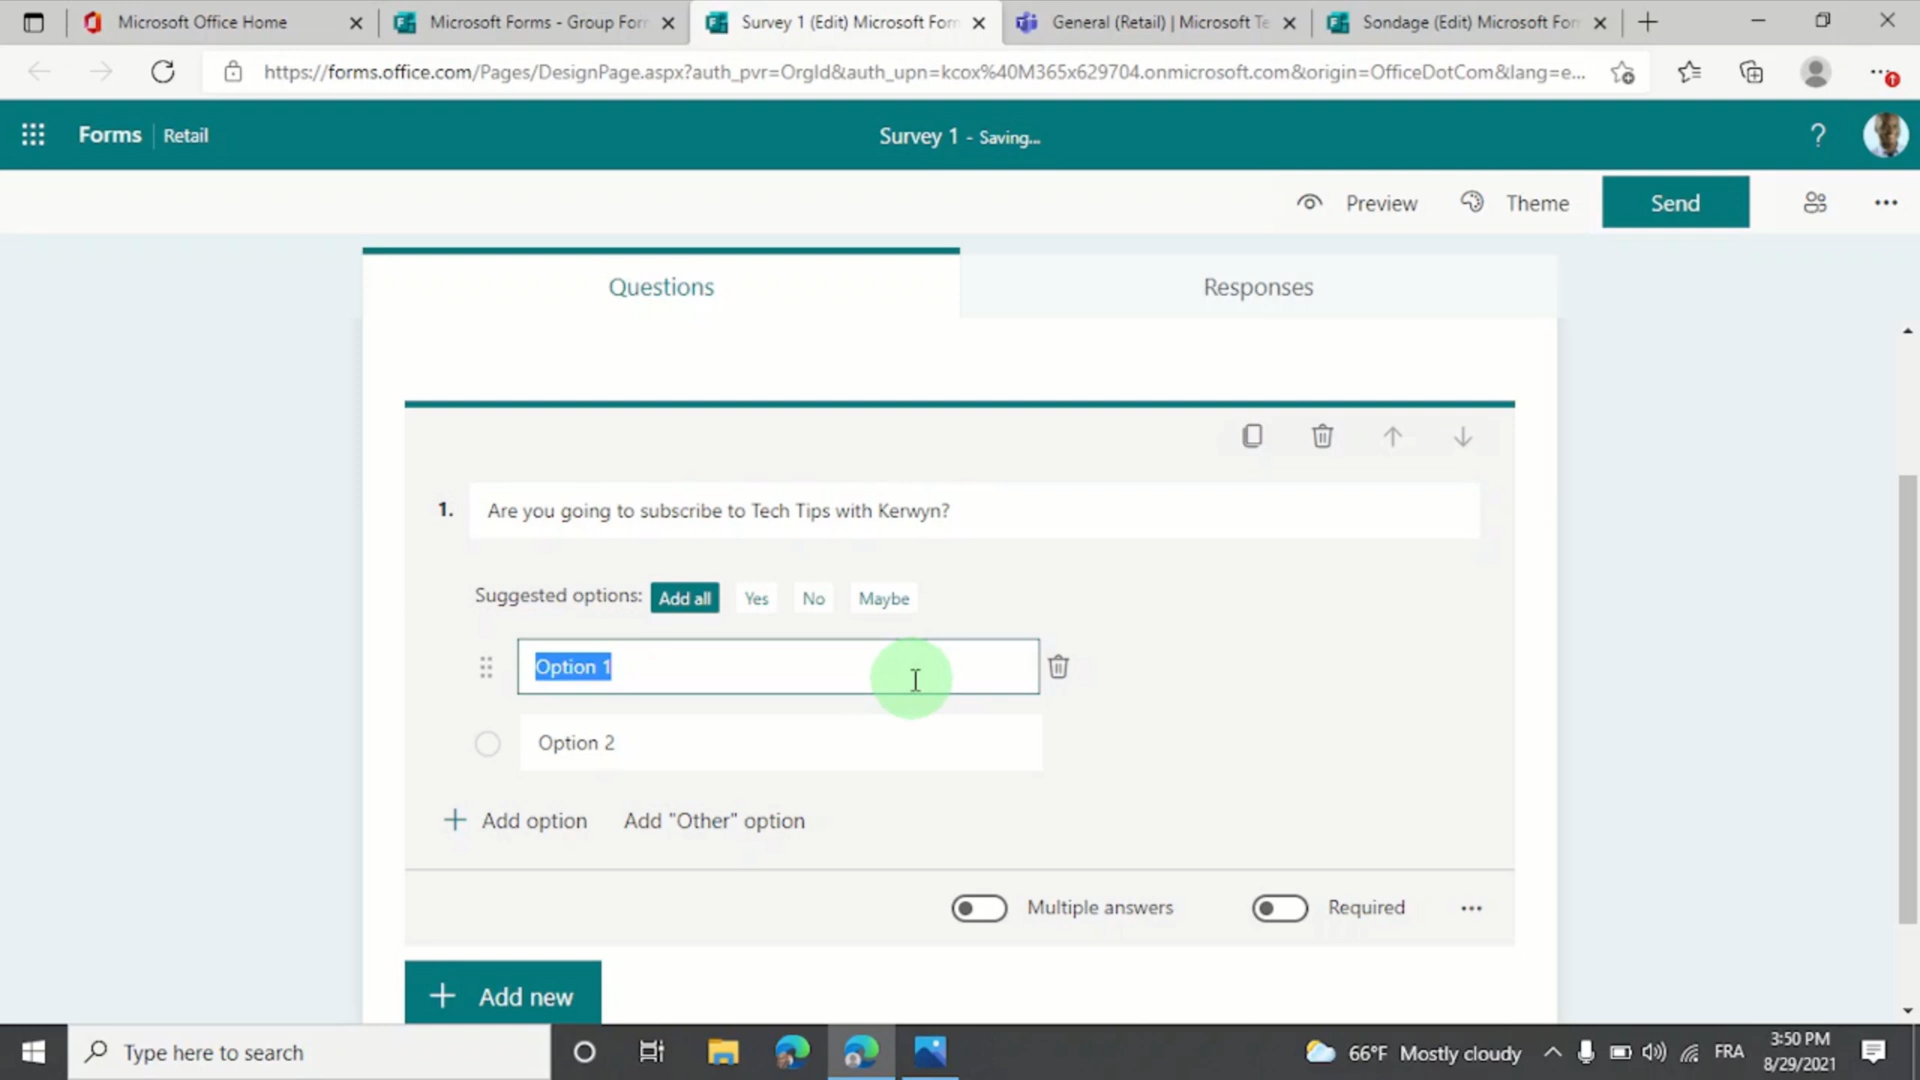 Microsoft Office Home
Microsoft Forms - Group For
Survey 1 (Edit) Microsoft For
General (Retail) | Microsoft Te
Sondage (Edit) Microsoft For
https://forms.office.com/Pages/DesignPage.aspx?auth_pvr=OrgId&auth_upn=kcox%40M365x629704.onmicrosoft.com&origin=OfficeDotCom&lang=e...
Forms | Retail
Survey 1 - Saving...
?
Preview
Theme
Send
Questions
Responses
1. Are you going to subscribe to Tech Tips with Kerwyn?
Suggested options: Add all Yes No Maybe
Option 1
Option 2
+ Add option Add "Other" option
Multiple answers
Required
+ Add new
Type here to search
66°F Mostly cloudy
FRA
3:50 PM
8/29/2021